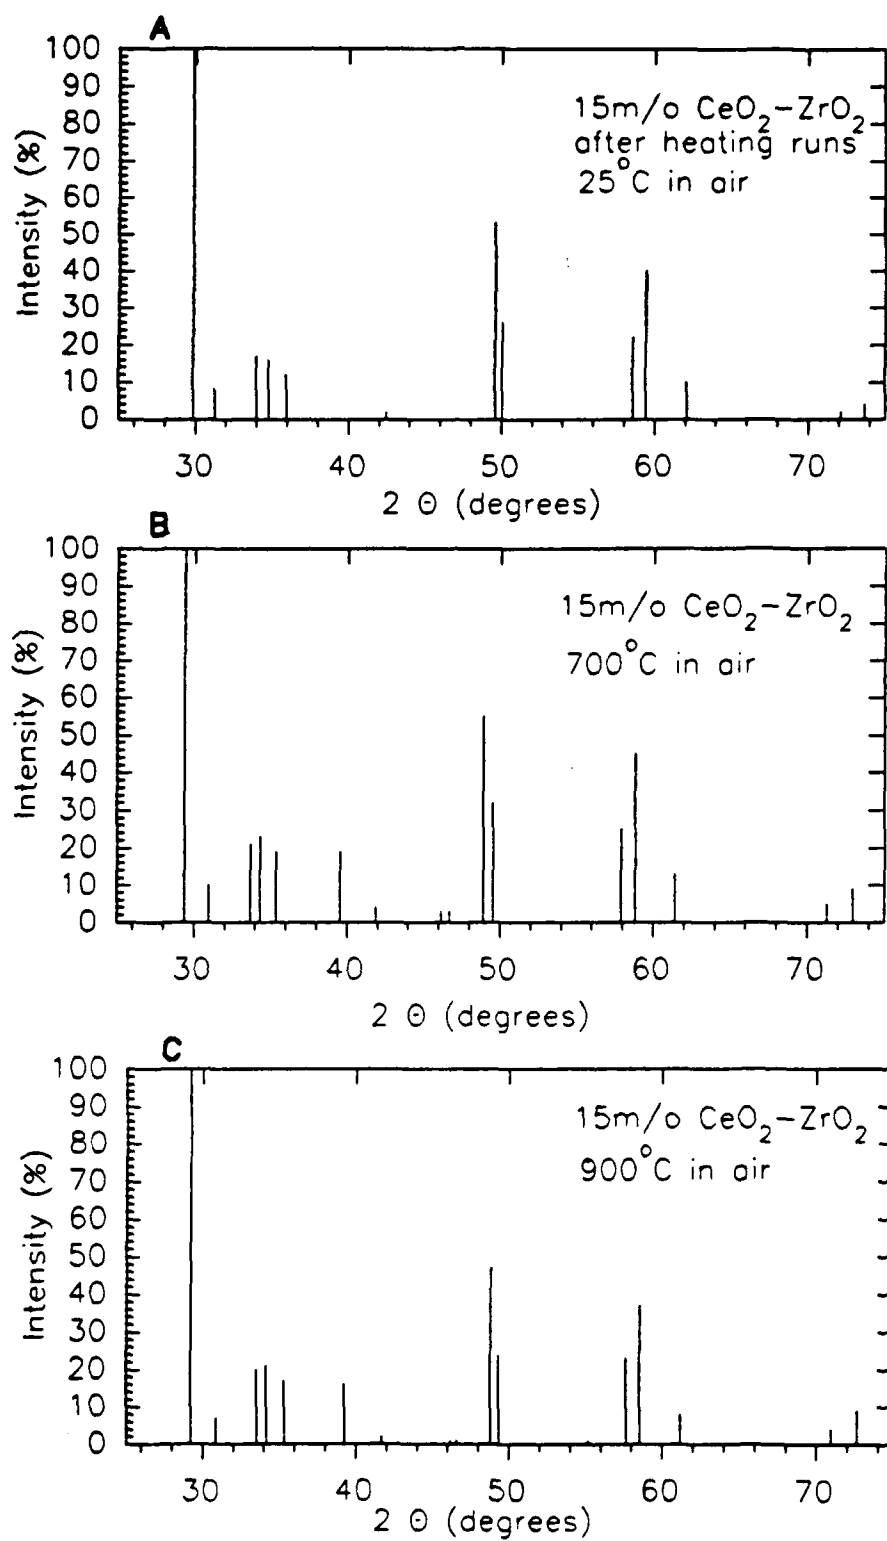 A
100
90
80
70
60
50
40
30
20
10
0
Intensity (%)
15m/o CeO₂-ZrO₂
after heating runs
25°C in air
30 40 50 60 70
2 Θ (degrees)
B
100
90
80
70
60
50
40
30
20
10
0
Intensity (%)
15m/o CeO₂-ZrO₂
700°C in air
30 40 50 60 70
2 Θ (degrees)
C
100
90
80
70
60
50
40
30
20
10
0
Intensity (%)
15m/o CeO₂-ZrO₂
900°C in air
30 40 50 60 70
2 Θ (degrees)